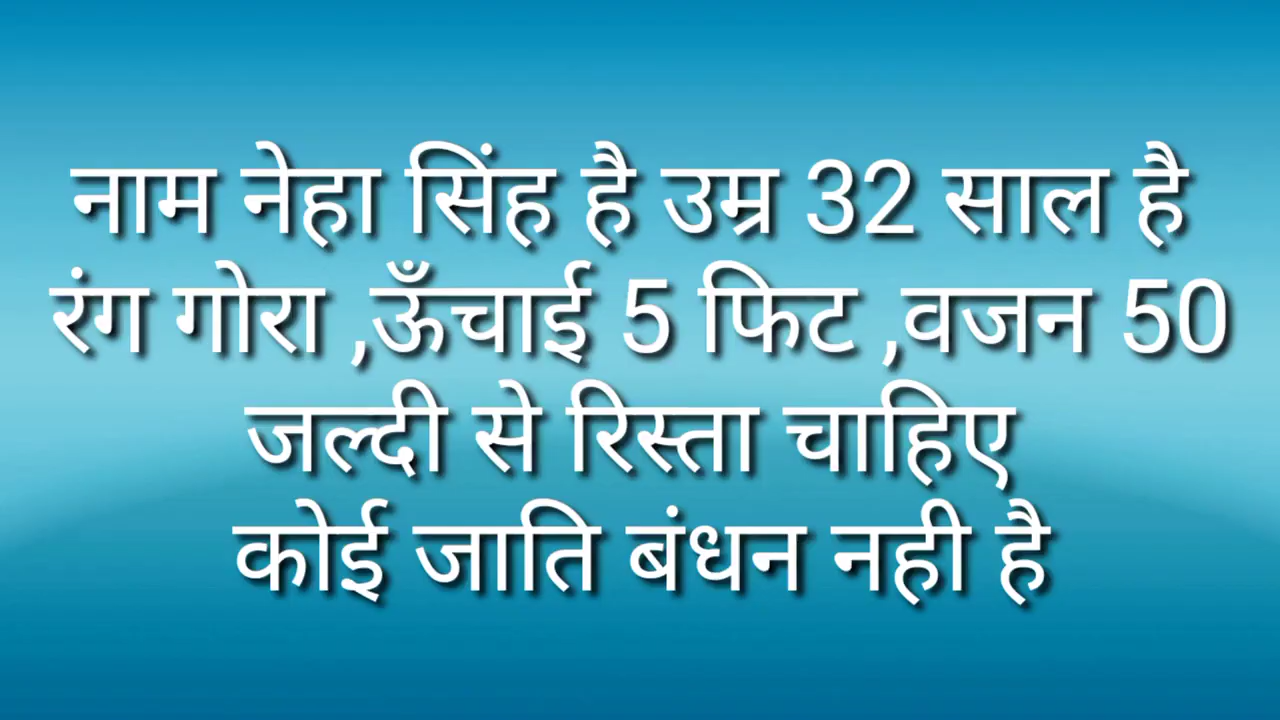 नाम नेहा सिंह है उम्र 32 साल है
रंग गोरा ,ऊँचाई 5 फिट ,वजन 50
जल्दी से रिस्ता चाहिए
कोई जाति बंधन नही है